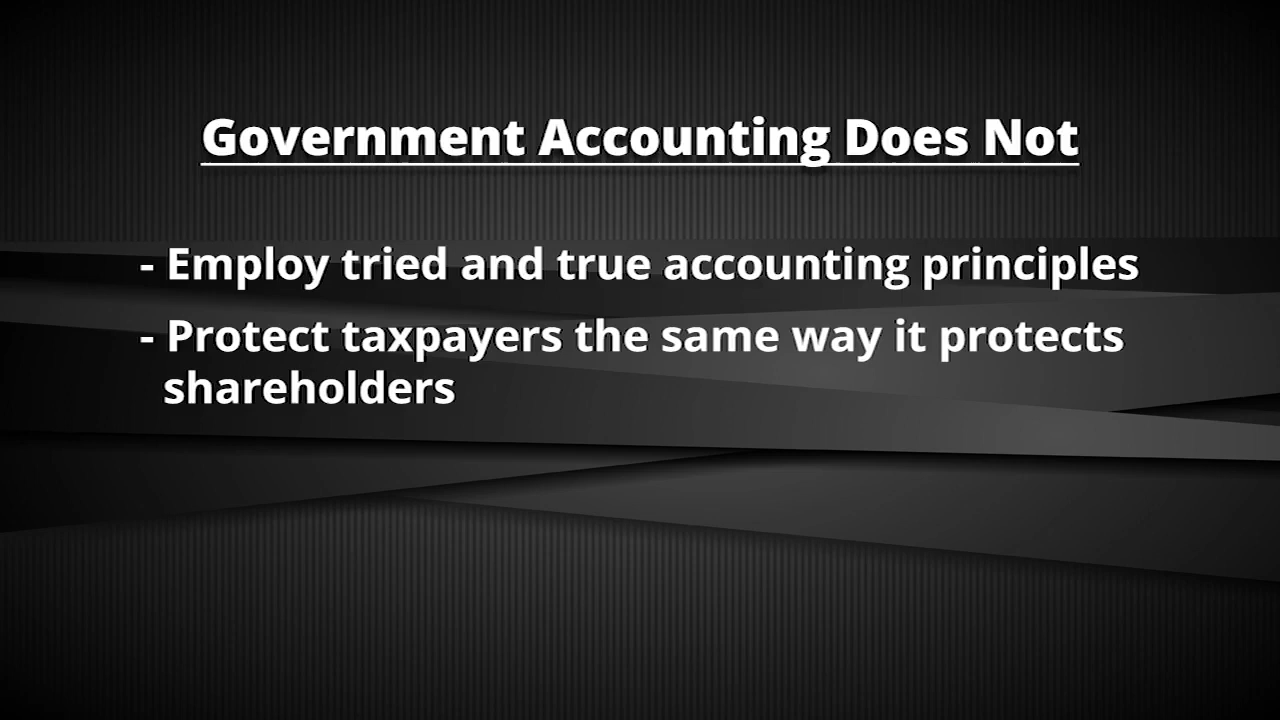 Government Accounting Does Not
- Employ tried and true accounting principles
- Protect taxpayers the same way it protects
shareholders